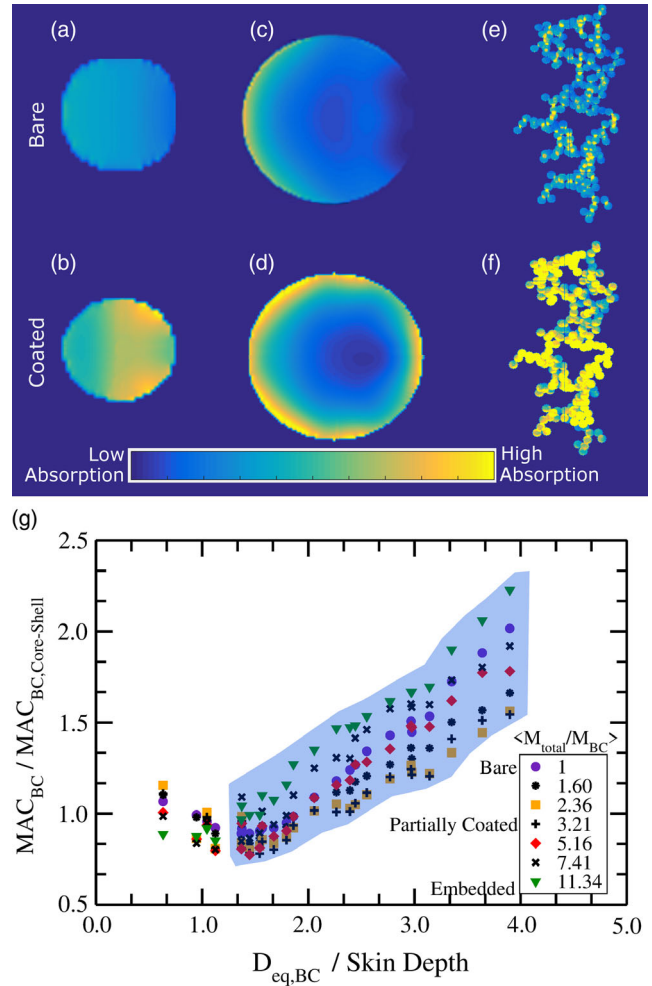 (a) (c) (e)
Bare
(b) (d) (f)
Coated
Low Absorption
High Absorption
(g)
2.5
2.0
1.5
1.0
0.5
MAC_BC / MAC_BC,Core-Shell
<M_total/M_BC>
Bare 1
1.60
2.36
Partially Coated 3.21
5.16
7.41
Embedded 11.34
0.0 1.0 2.0 3.0 4.0 5.0
D_eq,BC / Skin Depth